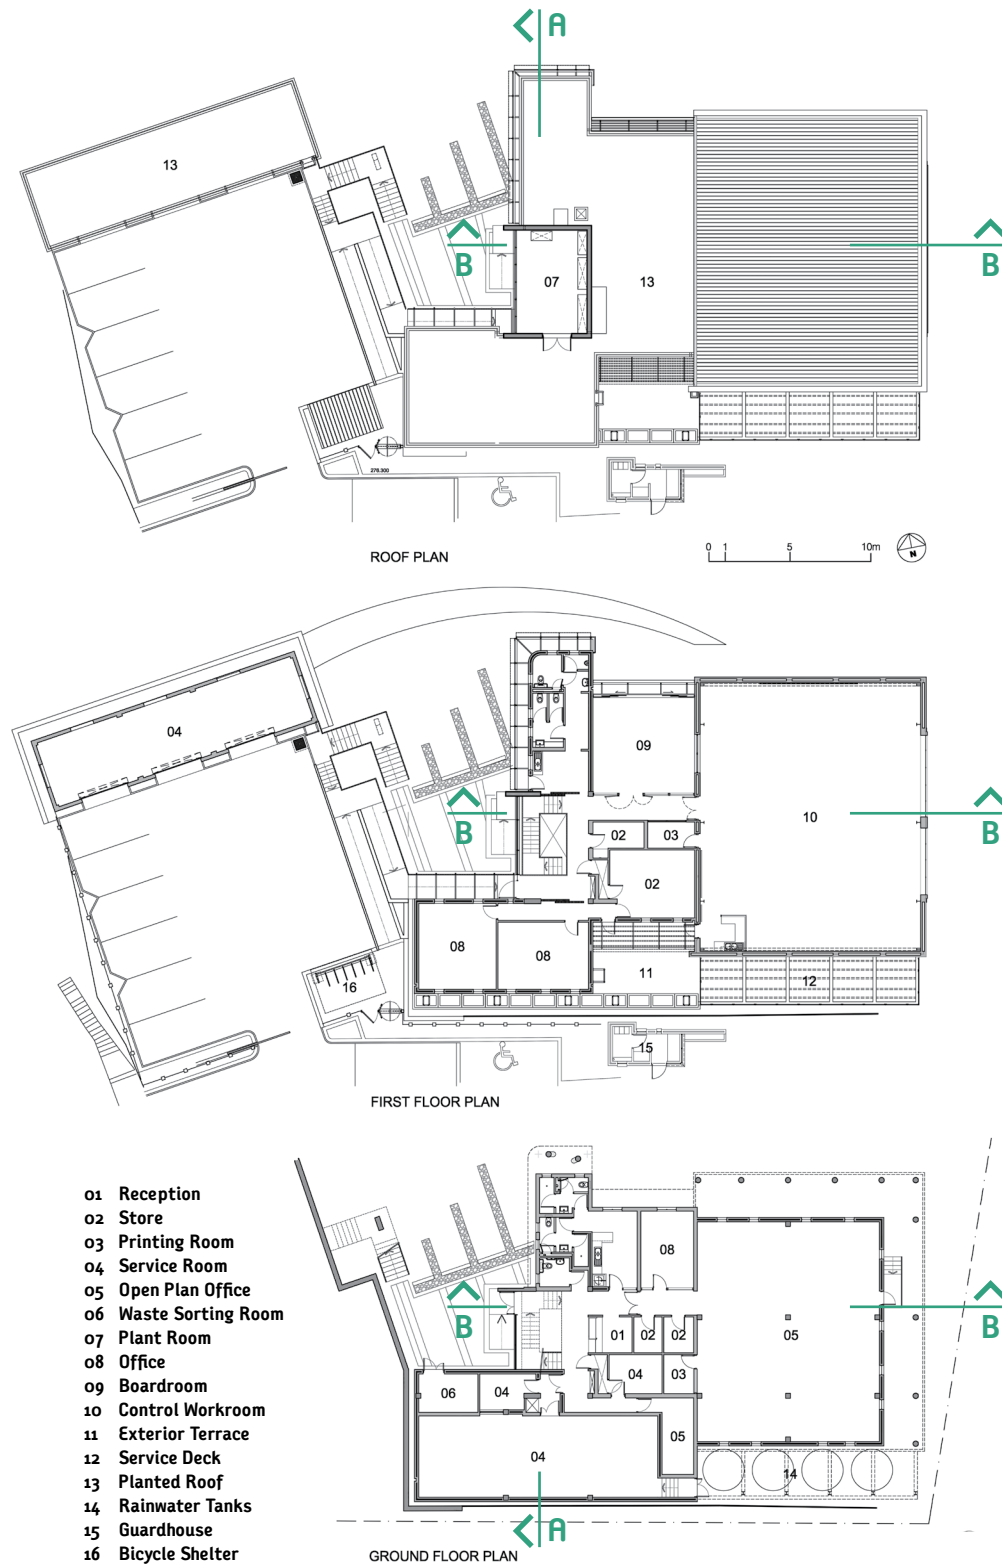 A
13
B
B
07
13
278.300
ROOF PLAN
0 1 5 10m
N
04
09
B
B
10
02
03
02
08
08
11
12
16
15
FIRST FLOOR PLAN
01 Reception
02 Store
03 Printing Room
04 Service Room
05 Open Plan Office
06 Waste Sorting Room
07 Plant Room
08 Office
09 Boardroom
10 Control Workroom
11 Exterior Terrace
12 Service Deck
13 Planted Roof
14 Rainwater Tanks
15 Guardhouse
16 Bicycle Shelter
08
B
B
01
02
02
05
04
03
06
04
05
04
14
A
GROUND FLOOR PLAN